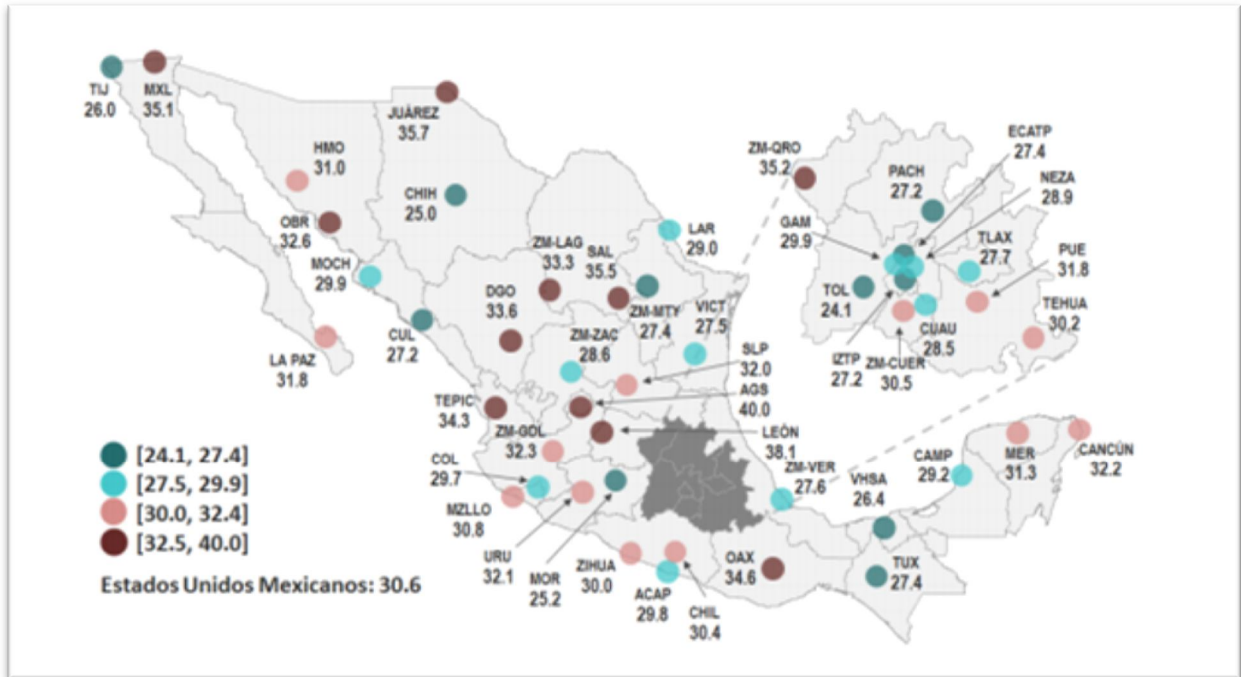 TIJ
26.0
MXL
35.1
JUÁREZ
35.7
HMO
31.0
CHIH
25.0
OBR
32.6
MOCH
29.9
LA PAZ
31.8
CUL
27.2
DGO
33.6
ZM-LAG
33.3
SAL
35.5
LAR
29.0
ZM-MTY
27.4
VICT
27.5
ZM-ZAC
28.6
SLP
32.0
AGS
40.0
LEÓN
38.1
TEPIC
34.3
ZM-GDL
32.3
COL
29.7
MZLLO
30.8
URU
32.1
MOR
25.2
ZIHUA
30.0
ACAP
29.8
CHIL
30.4
OAX
34.6
ZM-VER
27.6
VHSA
26.4
TUX
27.4
CAMP
29.2
MER
31.3
CANCÚN
32.2
ZM-QRO
35.2
PACH
27.2
ECATP
27.4
NEZA
28.9
GAM
29.9
TLAX
27.7
PUE
31.8
TOL
24.1
TEHUA
30.2
CUAU
28.5
IZTP
27.2
ZM-CUER
30.5
[24.1, 27.4]
[27.5, 29.9]
[30.0, 32.4]
[32.5, 40.0]
Estados Unidos Mexicanos: 30.6